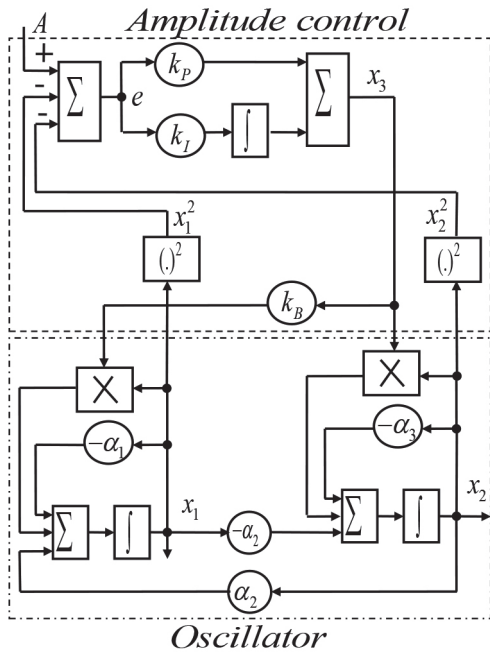 Amplitude control
A
+
-
-
∑
e
k_P
k_I
∫
∑
x_3
x_1^2
x_2^2
(.)^2
(.)^2
k_B
×
×
-α_1
-α_3
∑
∫
x_1
-α_2
∑
∫
x_2
α_2
Oscillator